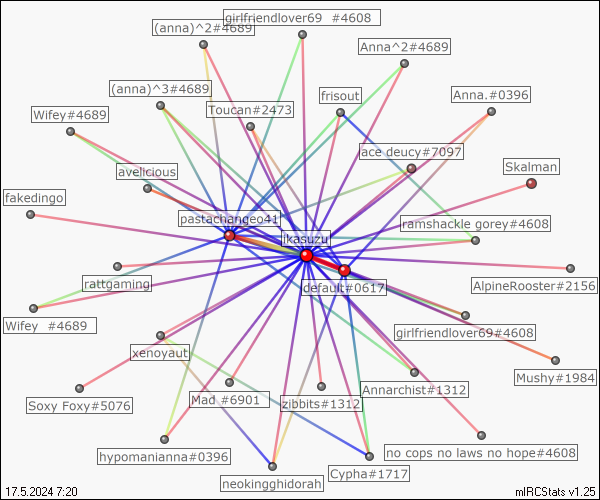 girlfriendlover69 #4608
(anna)^2#4689
Anna^2#4689
(anna)^3#4689
frisout
Anna.#0396
Toucan#2473
Wifey#4689
ace deucy#7097
avelicious
Skalman
fakedingo
pastachangeo41
ramshackle gorey#4608
ikasuzu
rattgaming
default#0617
AlpineRooster#2156
Wifey #4689
girlfriendlover69#4608
xenoyaut
Mushy#1984
Annarchist#1312
Soxy Foxy#5076
Mad #6901
zibbits#1312
no cops no laws no hope#4608
hypomanianna#0396
Cypha#1717
neokingghidorah
17.5.2024 7:20
mIRCStats v1.25